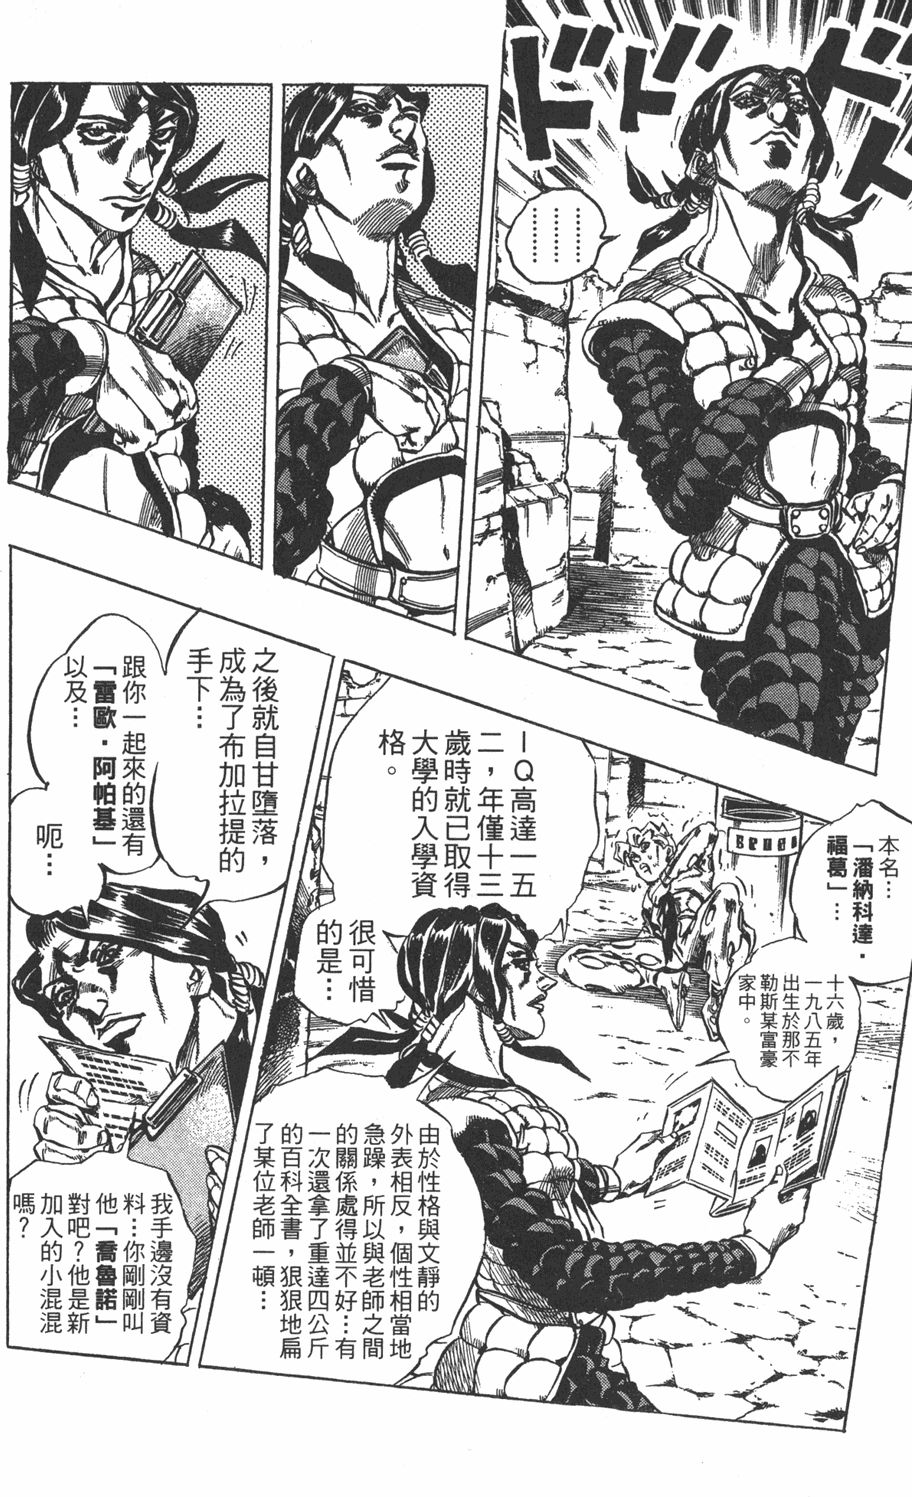 ドドドド
………
本名…
「潘納科達・
福葛」…
十六歲，
一九八五年
出生於那不
勒斯某富豪
家中。
IQ高達一五
二，年僅十三
歲時就已取得
大學的入學資
格。
很可惜
的是…
由於性格與文靜的
外表相反，個性相當地
急躁，所以與老師之間
的關係處得並不好…有
一次還拿了重達四公斤
的百科全書，狠狠地扁
了某位老師一頓…
之後就自甘墮落，
成為了布加拉提的
手下…
跟你一起來的還有
「雷歐・阿帕基」
以及…
呃…
我手邊沒有資
料…你剛剛叫
他「喬魯諾」
對吧？他是新
加入的小混混
嗎？